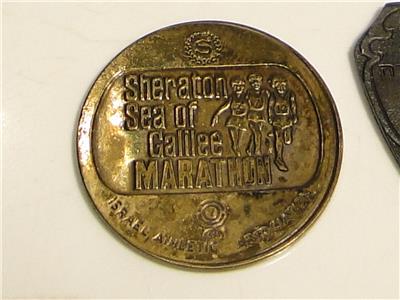 S
Sheraton
Sea of
Galilee
MARATHON
ISRAEL ATHLETIC ASSOCIATION
E